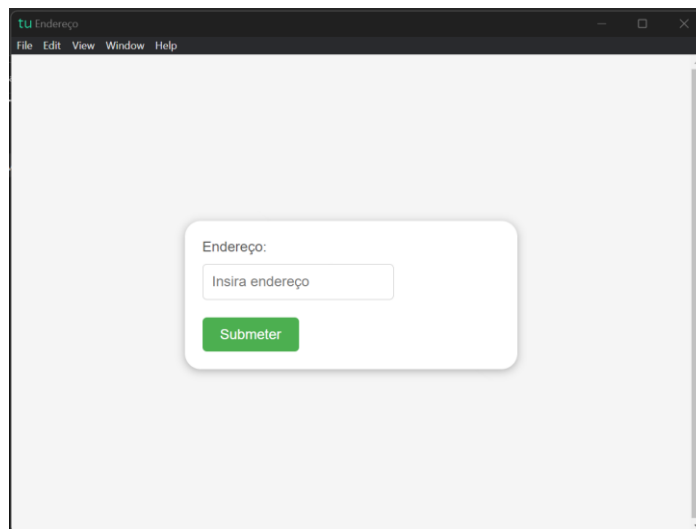 tu Endereço
File Edit View Window Help
Endereço:
Insira endereço
Submeter